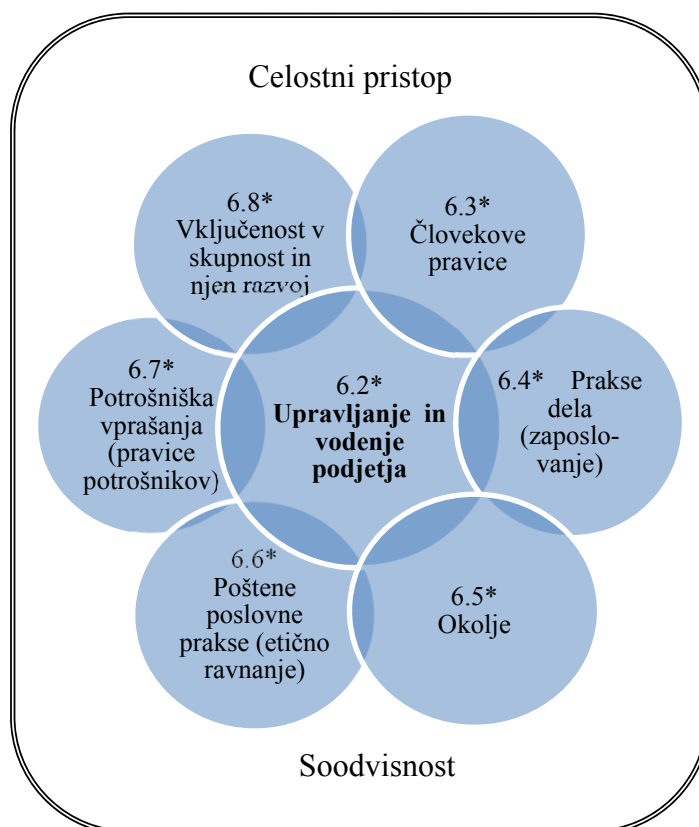 Celostni pristop
6.8*
Vključenost v
skupnost in
njen razvoj
6.3*
Človekove
pravice
6.7*
Potrošniška
vprašanja
(pravice
potrošnikov)
6.2*
Upravljanje in
vodenje
podjetja
6.4* Prakse
dela
(zaposlo-
vanje)
6.6*
Poštene
poslovne
prakse (etično
ravnanje)
6.5*
Okolje
Soodvisnost